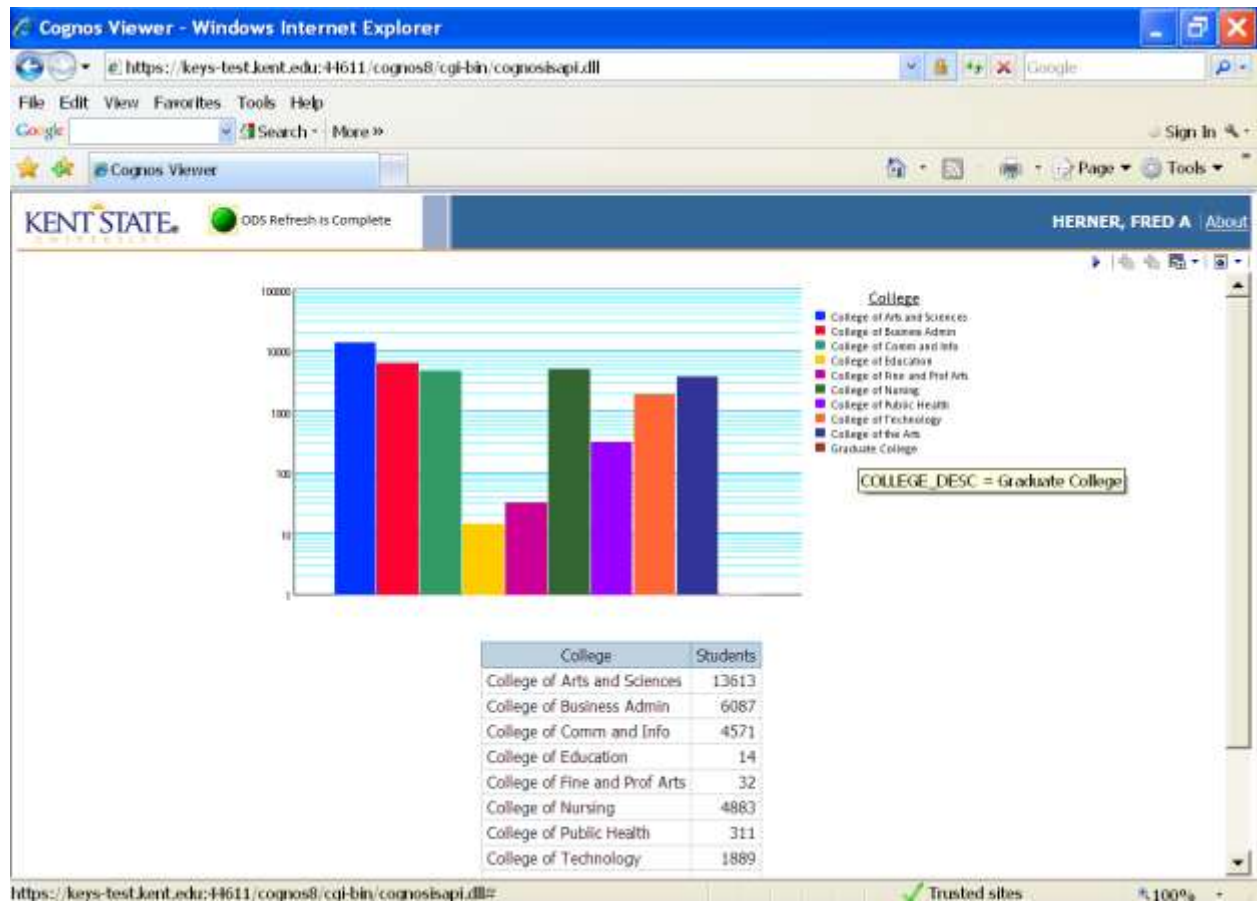 Cognos Viewer - Windows Internet Explorer
https://keys-test.kent.edu:44611/cognos8/cgi-bin/cognosisapi.dll
Google
File Edit View Favorites Tools Help
Google Search More »
Sign In
Cognos Viewer
Page Tools
KENT STATE.
UNIVERSITY
ODS Refresh is Complete
HERNER, FRED A About
100000
10000
1000
100
10
1
College
College of Arts and Sciences
College of Business Admin
College of Comm and Info
College of Education
College of Fine and Prof Arts
College of Nursing
College of Public Health
College of Technology
College of the Arts
Graduate College
COLLEGE_DESC = Graduate College
College Students
College of Arts and Sciences 13613
College of Business Admin 6087
College of Comm and Info 4571
College of Education 14
College of Fine and Prof Arts 32
College of Nursing 4883
College of Public Health 311
College of Technology 1889
https://keys-test.kent.edu:44611/cognos8/cgi-bin/cognosisapi.dll#
Trusted sites
100%